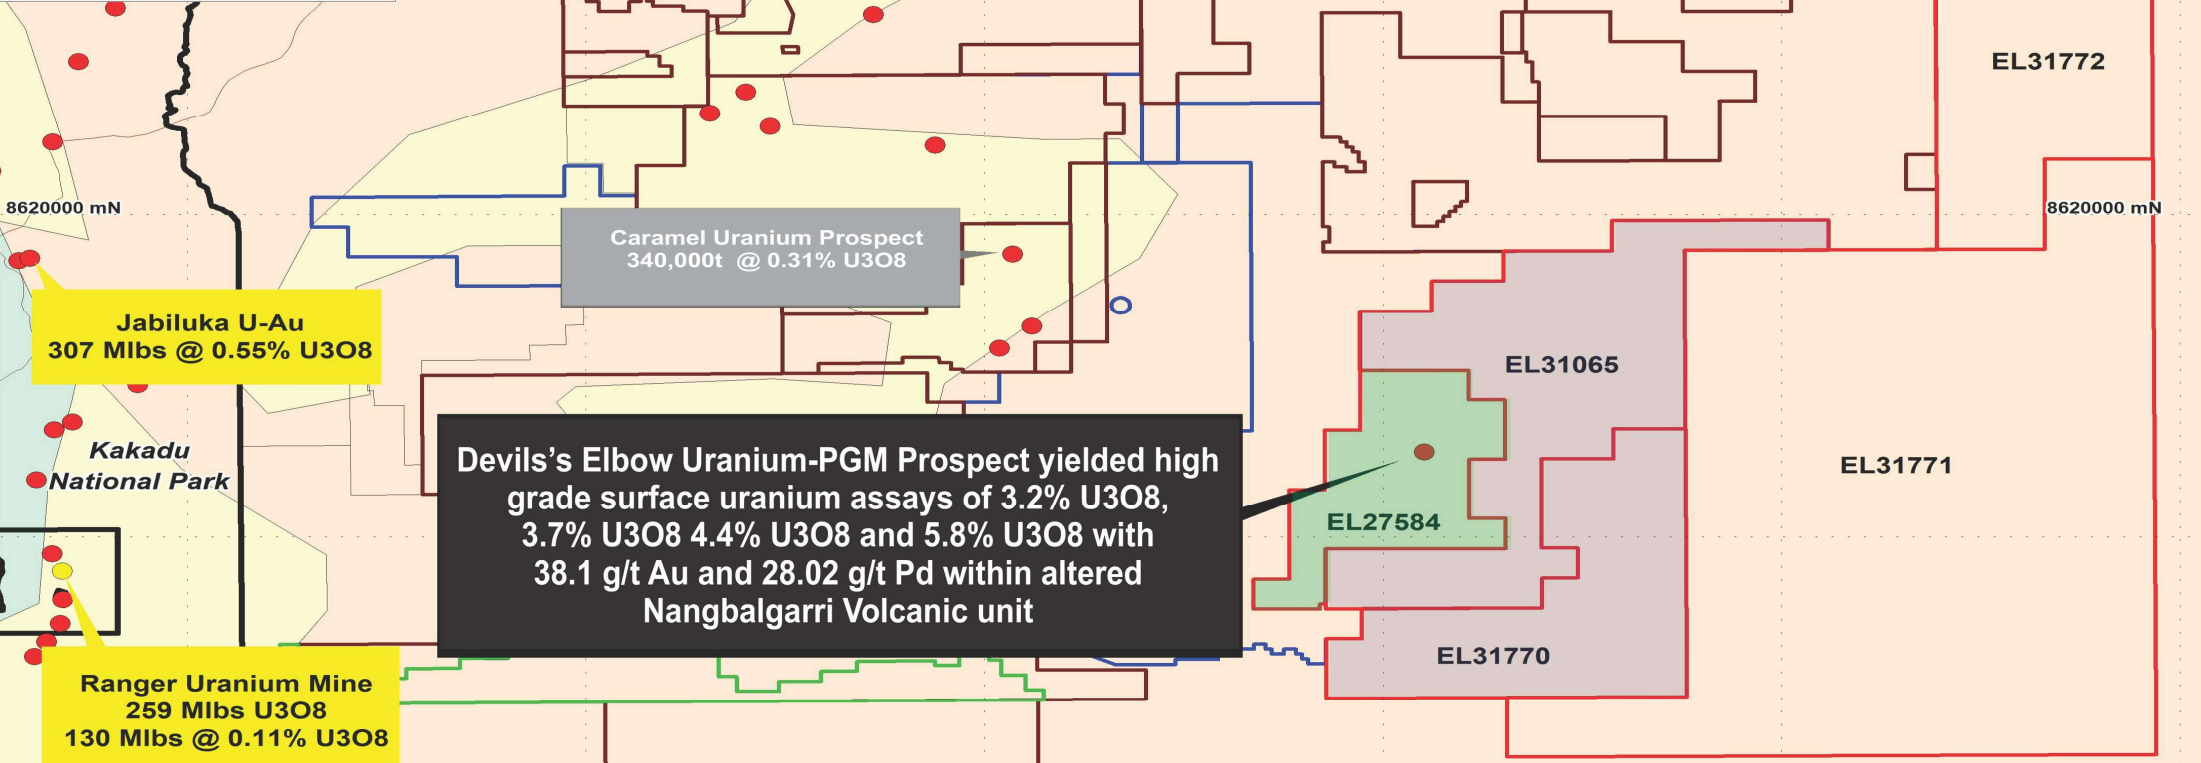 EL31772
8620000 mN
8620000 mN
Caramel Uranium Prospect
340,000t @ 0.31% U3O8
Jabiluka U-Au
307 Mlbs @ 0.55% U3O8
EL31065
Kakadu
National Park
EL31771
Devils’s Elbow Uranium-PGM Prospect yielded high
grade surface uranium assays of 3.2% U3O8,
3.7% U3O8 4.4% U3O8 and 5.8% U3O8 with
38.1 g/t Au and 28.02 g/t Pd within altered
Nangbalgarri Volcanic unit
EL27584
EL31770
Ranger Uranium Mine
259 Mlbs U3O8
130 Mlbs @ 0.11% U3O8